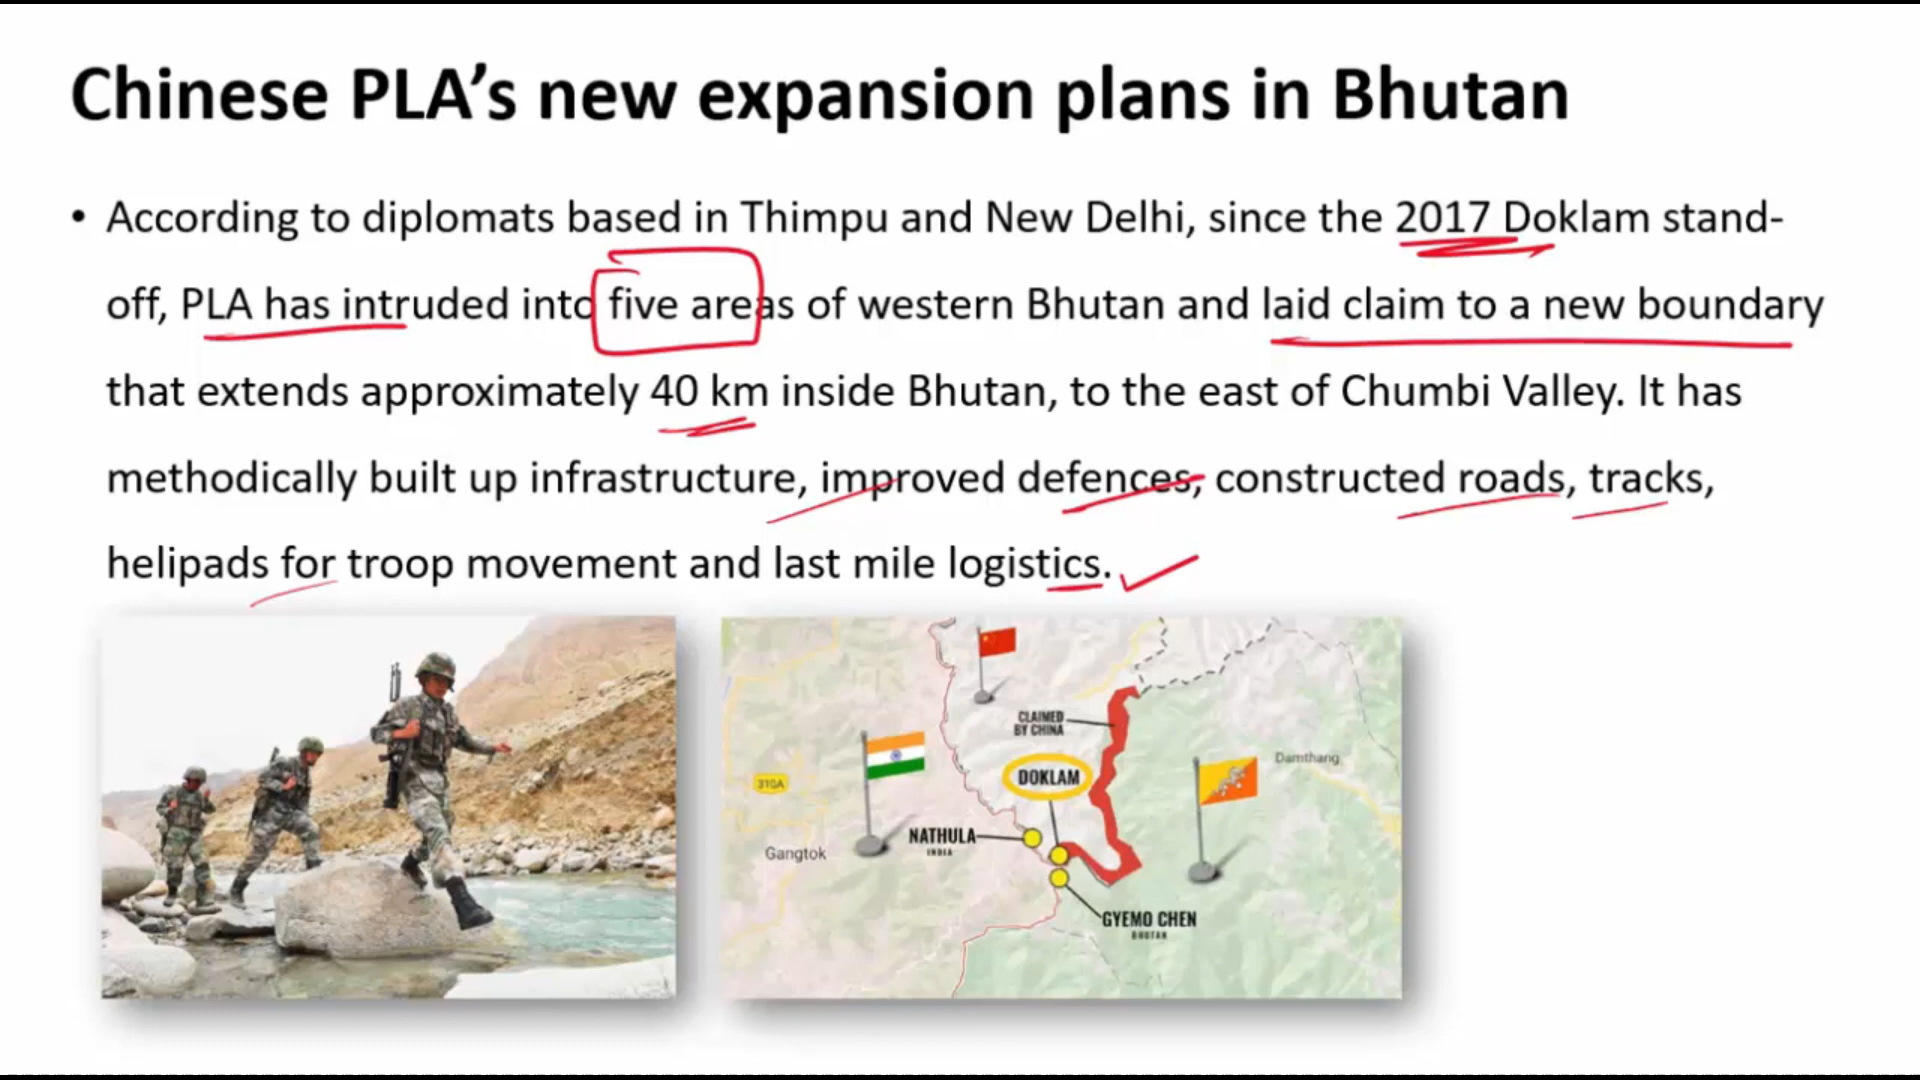 Chinese PLA’s new expansion plans in Bhutan
• According to diplomats based in Thimpu and New Delhi, since the 2017 Doklam stand-
off, PLA has intruded into five areas of western Bhutan and laid claim to a new boundary
that extends approximately 40 km inside Bhutan, to the east of Chumbi Valley. It has
methodically built up infrastructure, improved defences, constructed roads, tracks,
helipads for troop movement and last mile logistics.
CLAIMED
BY CHINA
DOKLAM
Damthang
310A
NATHULA
INDIA
Gangtok
GYEMO CHEN
BHUTAN